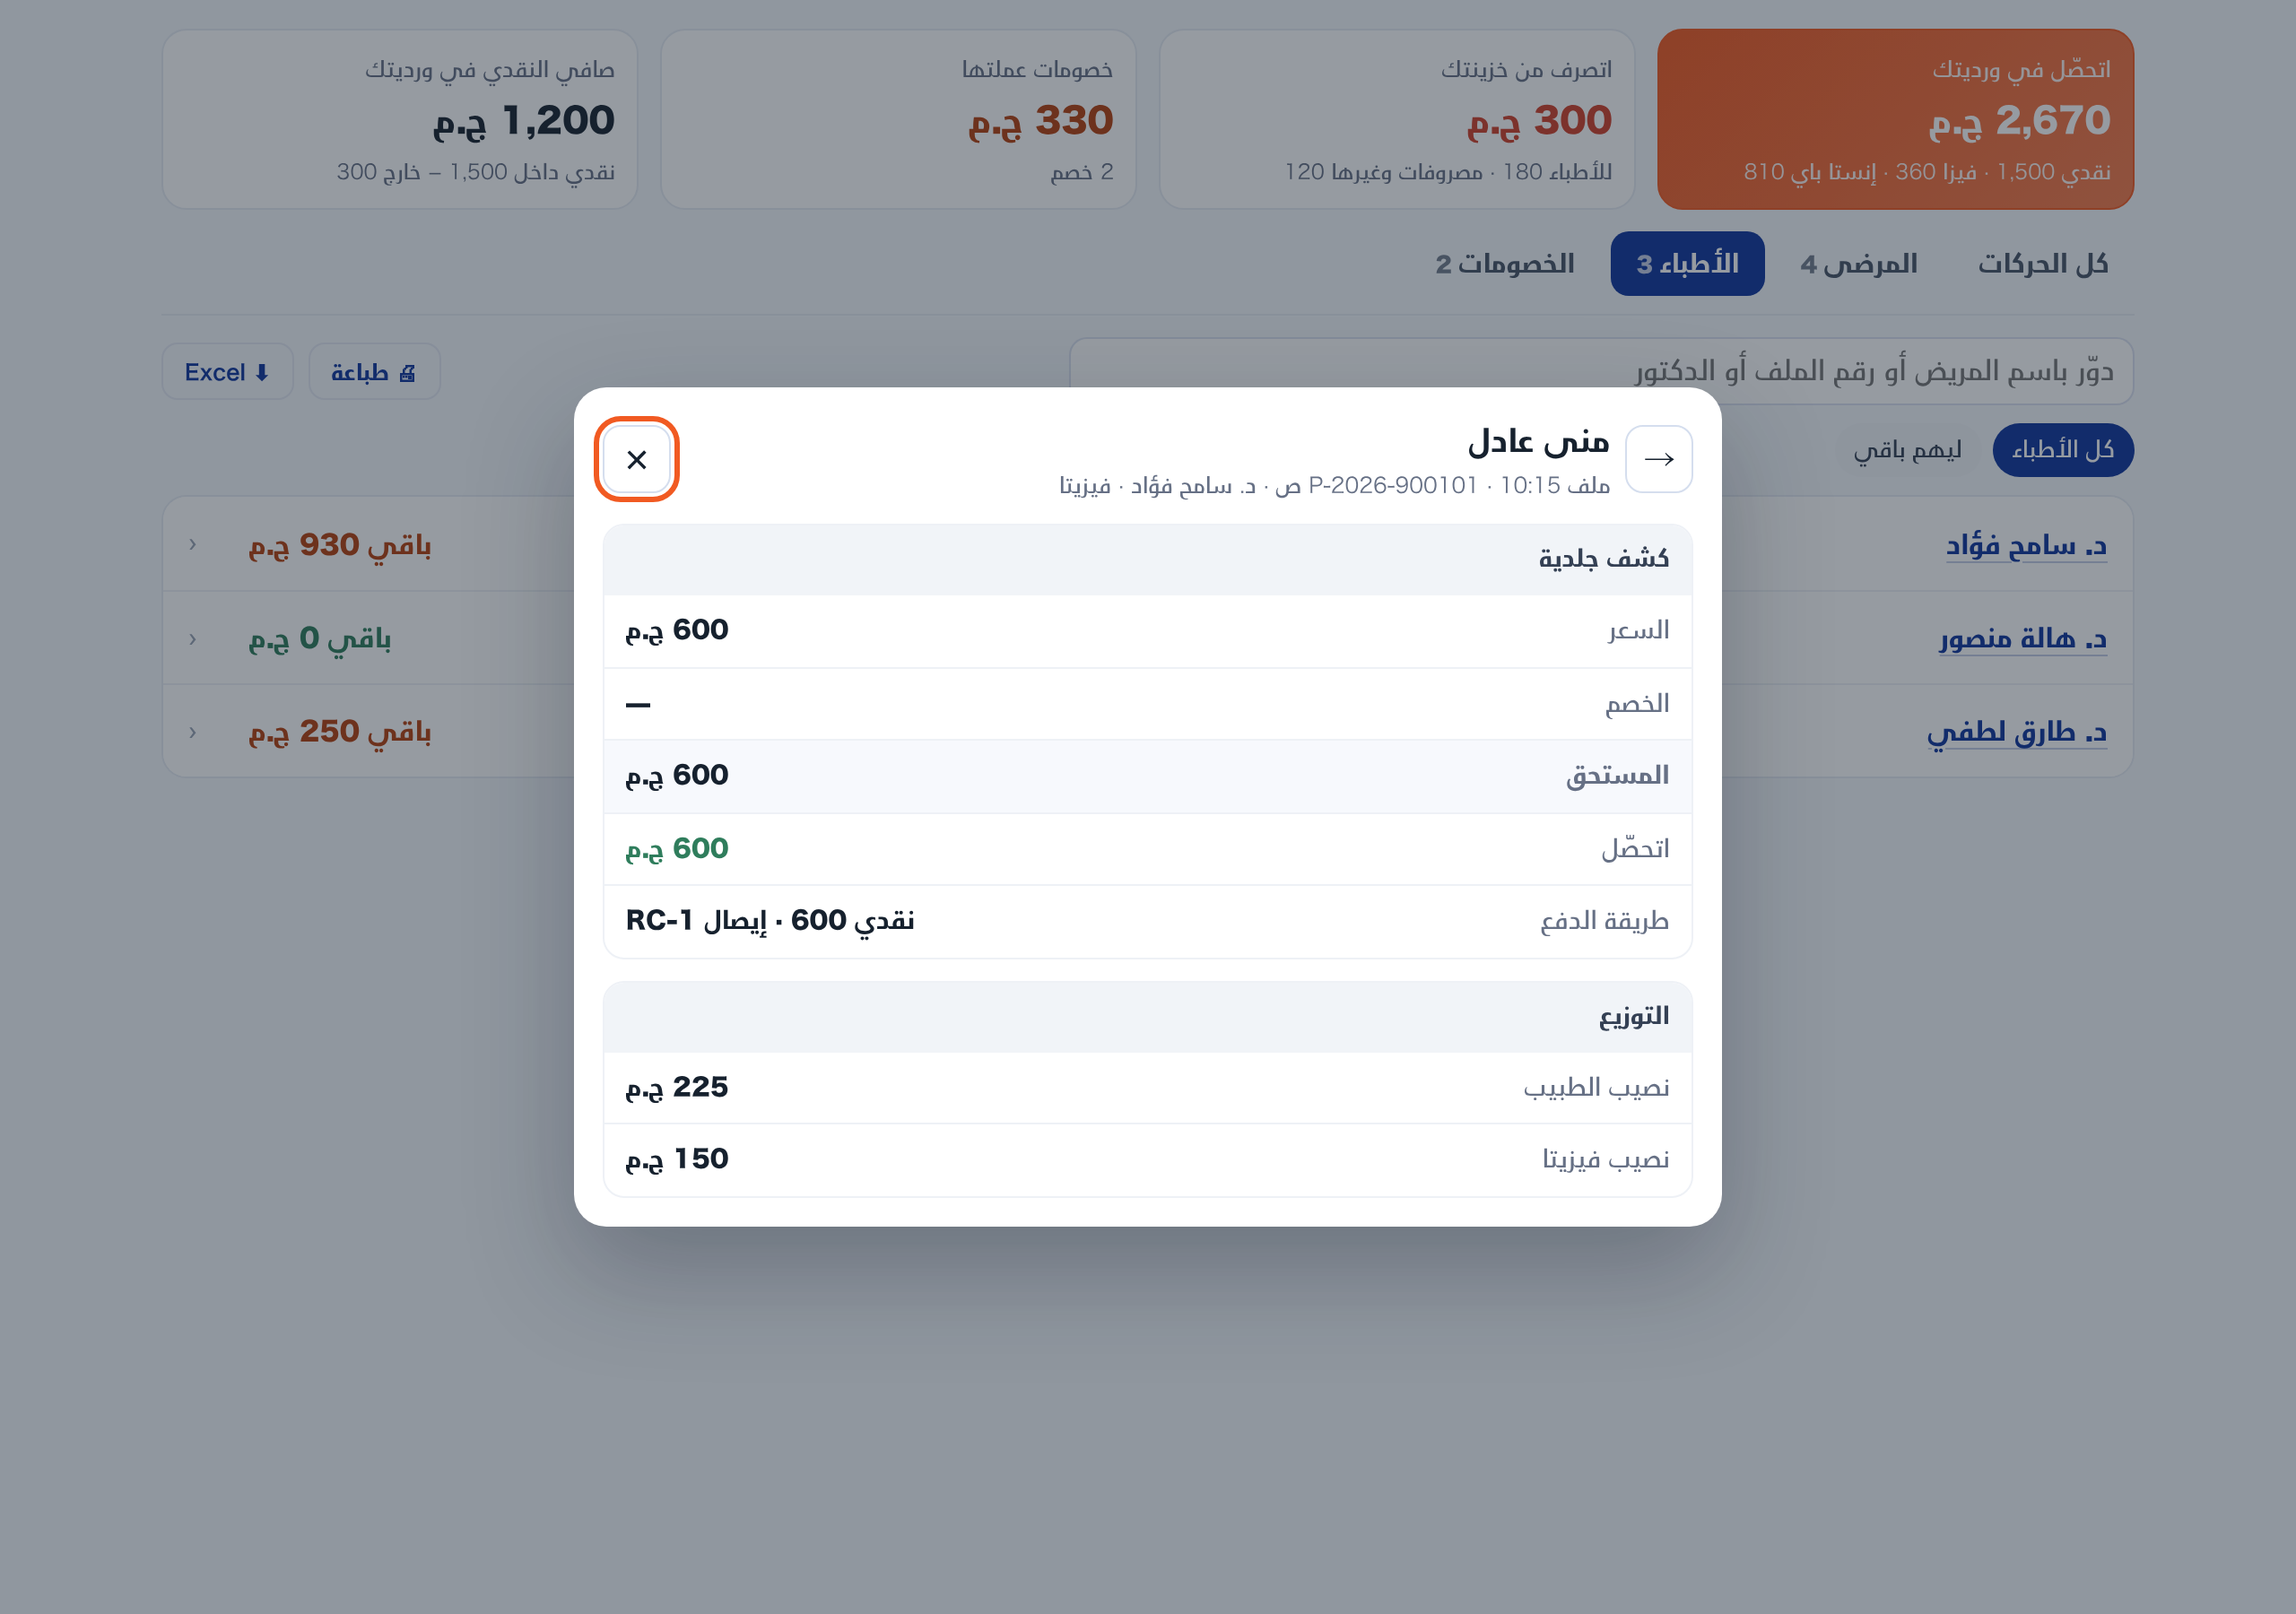 اتحصّل في ورديتك
2,670 ج.م
نقدي 1,500 · فيزا 360 · إنستا باي 810
اتصرف من خزينتك
300 ج.م
للأطباء 180 · مصروفات وغيرها 120
خصومات عملتها
330 ج.م
2 خصم
صافي النقدي في ورديتك
1,200 ج.م
نقدي داخل 1,500 – خارج 300
كل الحركات
المرضى 4
الأطباء 3
الخصومات 2
دوّر باسم المريض أو رقم الملف أو الدكتور
🖨 طباعة
⬇ Excel
كل الأطباء
ليهم باقي
د. سامح فؤاد
باقي 930 ج.م
د. هالة منصور
باقي 0 ج.م
د. طارق لطفي
باقي 250 ج.م
منى عادل
ملف P-2026-900101 · 10:15 ص · د. سامح فؤاد · فيزيتا
كشف جلدية
السعر
600 ج.م
الخصم
—
المستحق
600 ج.م
اتحصّل
600 ج.م
طريقة الدفع
نقدي 600 · إيصال RC-1
التوزيع
نصيب الطبيب
225 ج.م
نصيب فيزيتا
150 ج.م